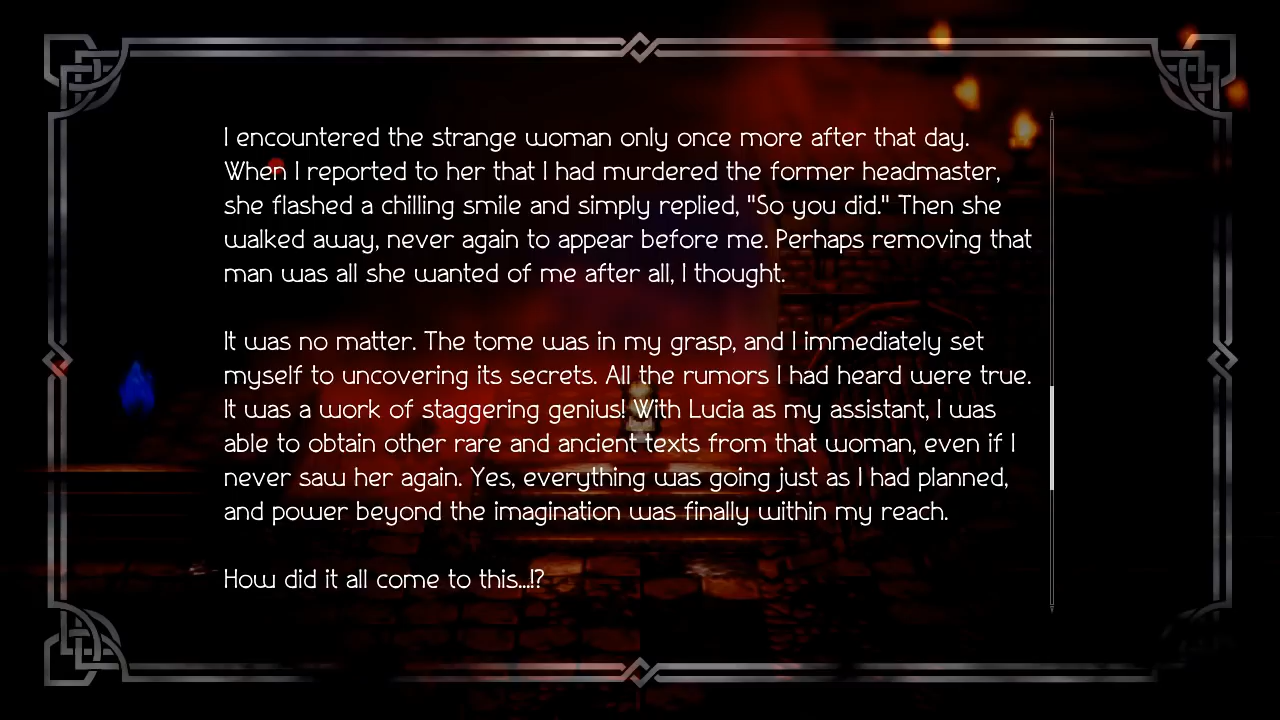 I encountered the strange woman only once more after that day.
When I reported to her that I had murdered the former headmaster,
she flashed a chilling smile and simply replied, "So you did." Then she
walked away, never again to appear before me. Perhaps removing that
man was all she wanted of me after all, I thought.
It was no matter. The tome was in my grasp, and I immediately set
myself to uncovering its secrets. All the rumors I had heard were true.
It was a work of staggering genius! With Lucia as my assistant, I was
able to obtain other rare and ancient texts from that woman, even if I
never saw her again. Yes, everything was going just as I had planned,
and power beyond the imagination was finally within my reach.
How did it all come to this...!?